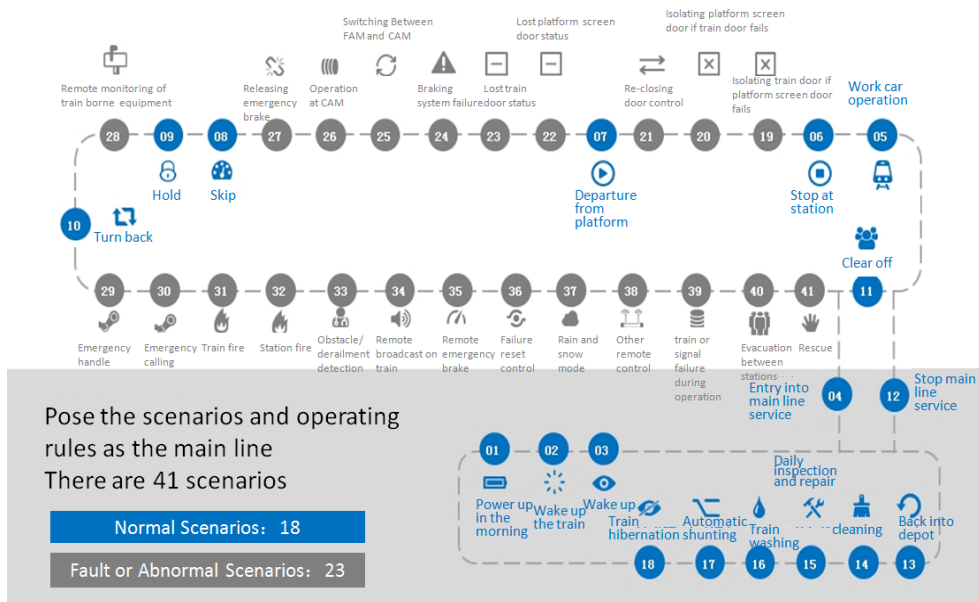 Switching Between
FAM and CAM
Lost platform screen
door status
Isolating platform screen
door if train door fails
Remote monitoring of
train borne equipment
Releasing
emergency
brake
Operation
at CAM
Braking
system failure
Lost train
door status
Re-closing
door control
Isolating train door if
platform screen door
fails
Work car
operation
28
09
08
27
26
25
24
23
22
07
21
20
19
06
05
Hold
Skip
Departure
from
platform
Stop at
station
10
Turn back
Clear off
29
30
31
32
33
34
35
36
37
38
39
40
41
11
Emergency
handle
Emergency
calling
Train fire
Station fire
Obstacle/
derailment
detection
Remote
broadcast on
train
Remote
emergency
brake
Failure
reset
control
Rain and
snow
mode
Other
remote
control
train or
signal
failure
during
operation
Evacuation
between
stations
Rescue
Entry into
main line
service
04
12
Stop main
line
service
Pose the scenarios and operating
rules as the main line
There are 41 scenarios
Normal Scenarios: 18
Fault or Abnormal Scenarios: 23
01
02
03
Power up
in the
morning
Wake up
the train
Wake up
Train
hibernation
Automatic
shunting
Train
washing
Daily
inspection
and repair
cleaning
Back into
depot
18
17
16
15
14
13